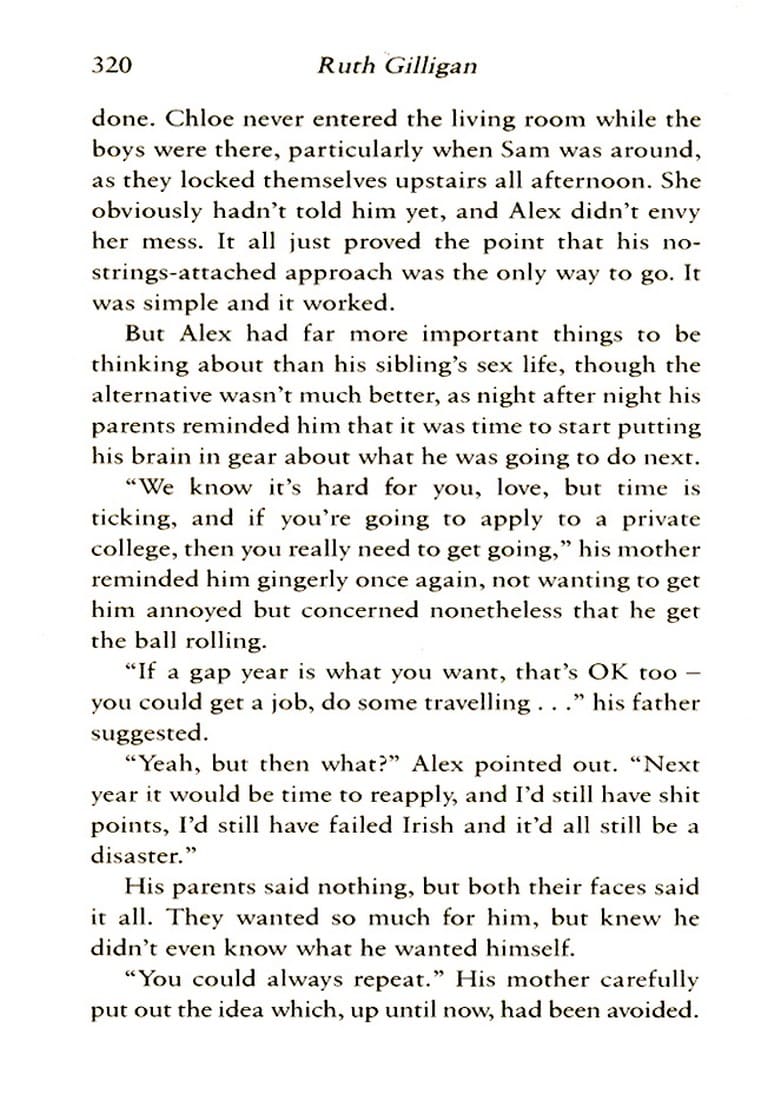 320 Ruth Gilligan
done. Chloe never entered the living room while the
boys were there, particularly when Sam was around,
as they locked themselves upstairs all afternoon. She
obviously hadn't told him yet, and Alex didn't envy
her mess. It all just proved the point that his no-
strings-attached approach was the only way to go. It
was simple and it worked.
But Alex had far more important things to be
thinking about than his sibling's sex life, though the
alternative wasn't much better, as night after night his
parents reminded him that it was time to start putting
his brain in gear about what he was going to do next.
“We know it's hard for you, love, but time is
ticking, and if you're going to apply to a private
college, then you really need to get going,” his mother
reminded him gingerly once again, not wanting to get
him annoyed but concerned nonetheless that he get
the ball rolling.
“If a gap year is what you want, that's OK too –
you could get a job, do some travelling . . .” his father
suggested.
“Yeah, but then what?” Alex pointed out. “Next
year it would be time to reapply, and I'd still have shit
points, I'd still have failed Irish and it'd all still be a
disaster.”
His parents said nothing, but both their faces said
it all. They wanted so much for him, but knew he
didn't even know what he wanted himself.
“You could always repeat.” His mother carefully
put out the idea which, up until now, had been avoided.